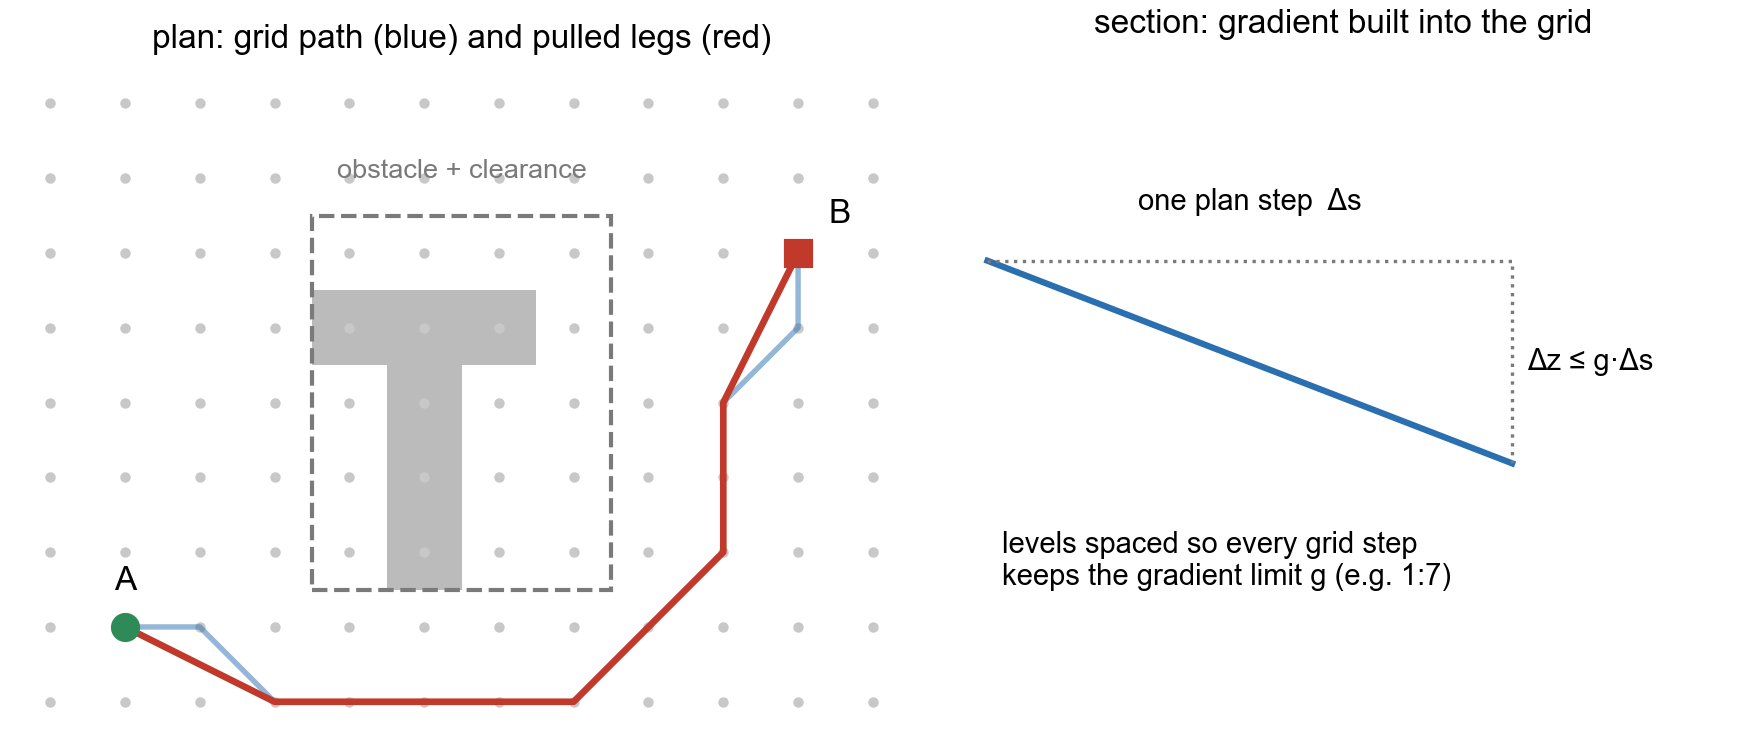 plan: grid path (blue) and pulled legs (red)
section: gradient built into the grid
obstacle + clearance
B
A
one plan step Δs
Δz ≤ g·Δs
levels spaced so every grid step
keeps the gradient limit g (e.g. 1:7)